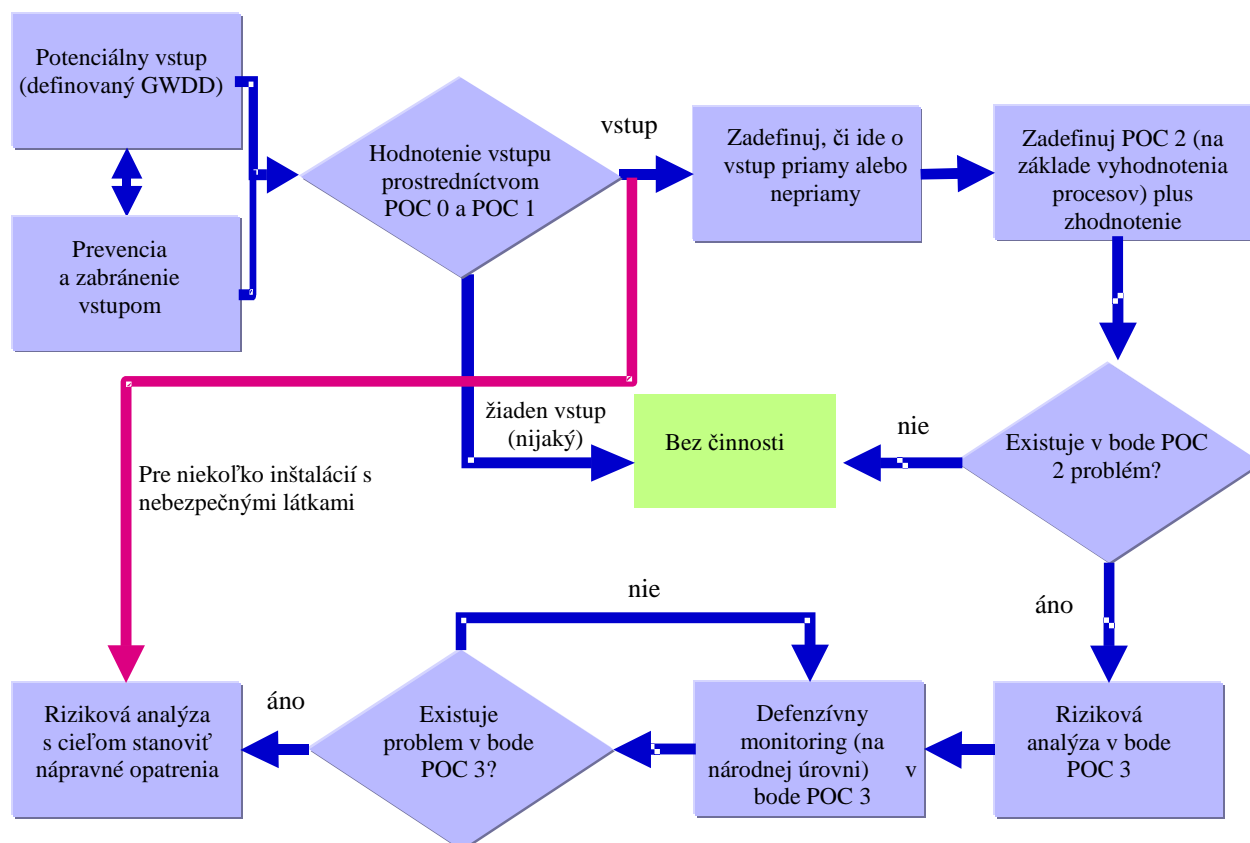 Potenciálny vstup
(definovaný GWDD)
Prevencia
a zabránenie
vstupom
Hodnotenie vstupu
prostredníctvom
POC 0 a POC 1
vstup
Zadefinuj, či ide o
vstup priamy alebo
nepriamy
Zadefinuj POC 2 (na
základe vyhodnotenia
procesov) plus
zhodnotenie
žiaden vstup
(nijaký)
Bez činnosti
nie
Existuje v bode POC
2 problém?
Pre niekoľko inštalácií s
nebezpečnými látkami
nie
áno
Riziková analýza
s cieľom stanoviť
nápravné opatrenia
áno
Existuje
problem v bode
POC 3?
Defenzívny
monitoring (na
národnej úrovni) v
bode POC 3
Riziková
analýza v bode
POC 3